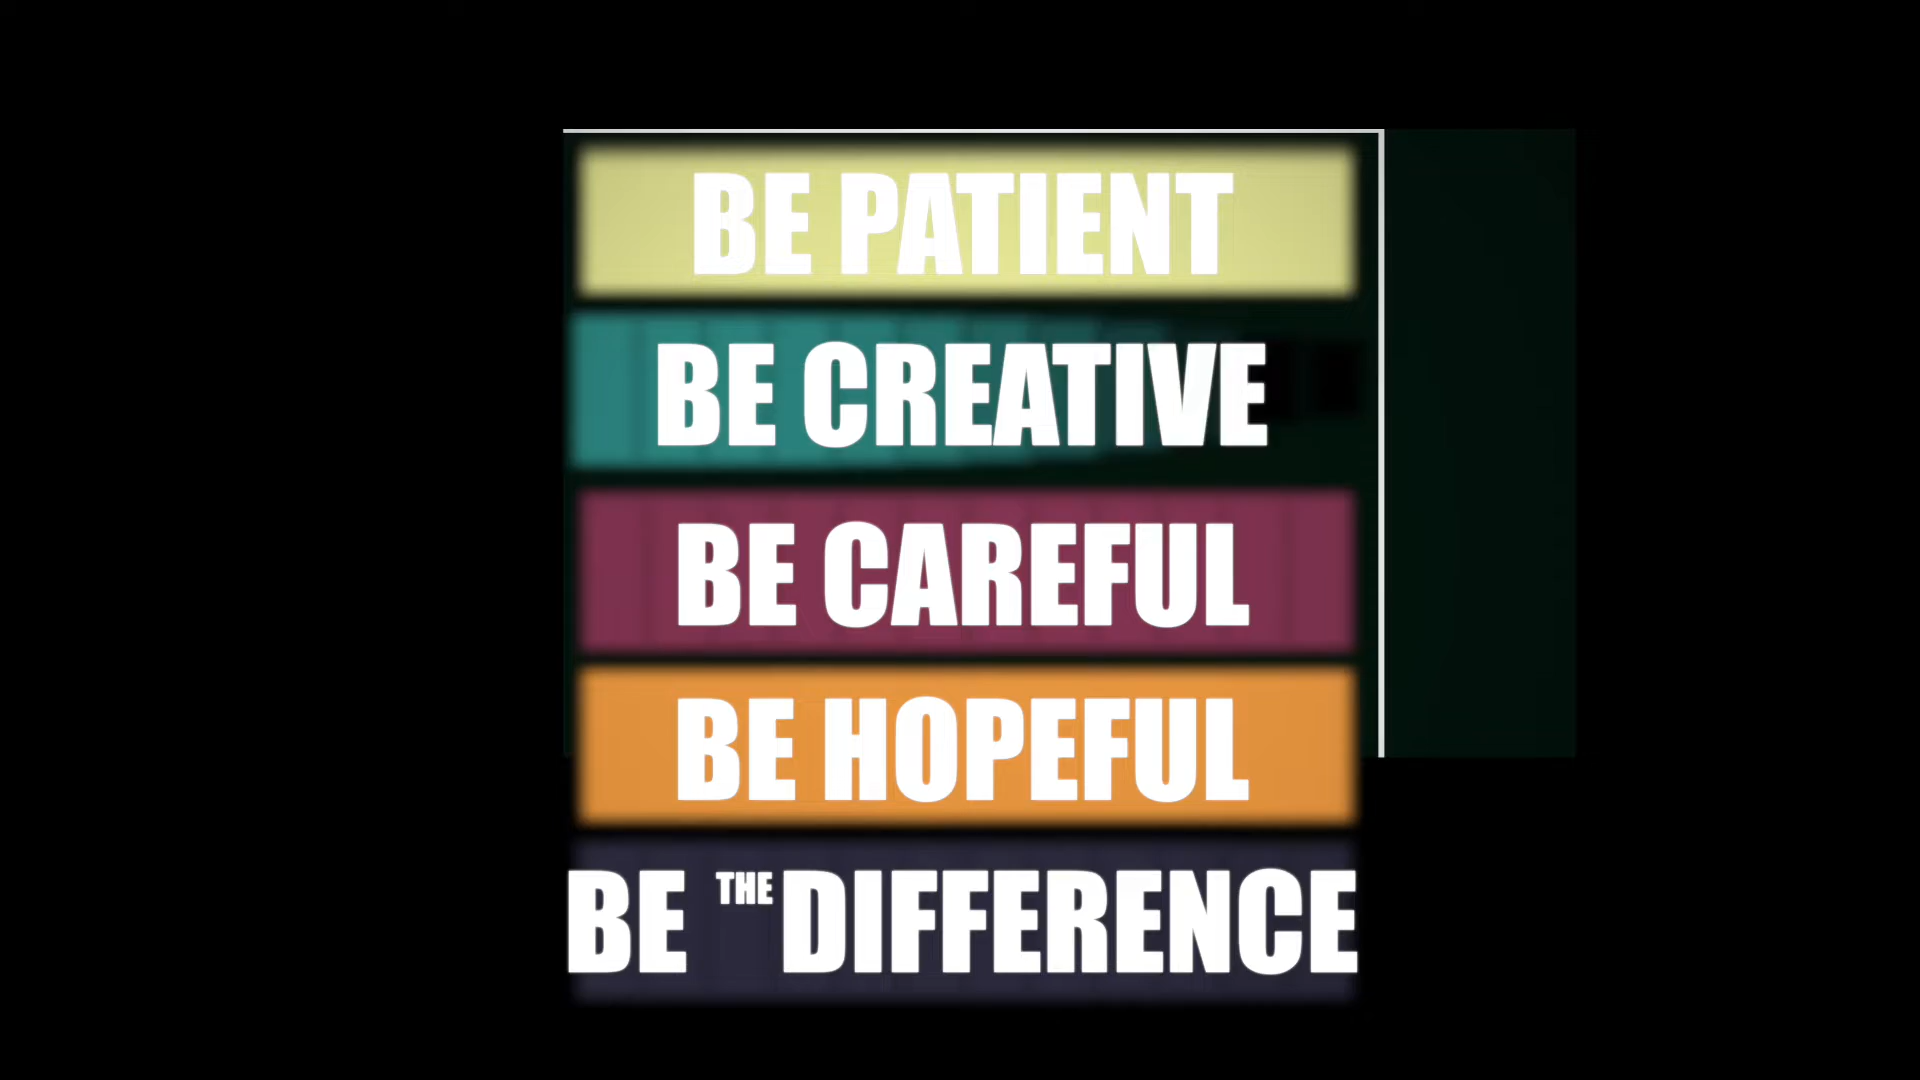 BE PATIENT
BE CREATIVE
BE CAREFUL
BE HOPEFUL
BE THE DIFFERENCE